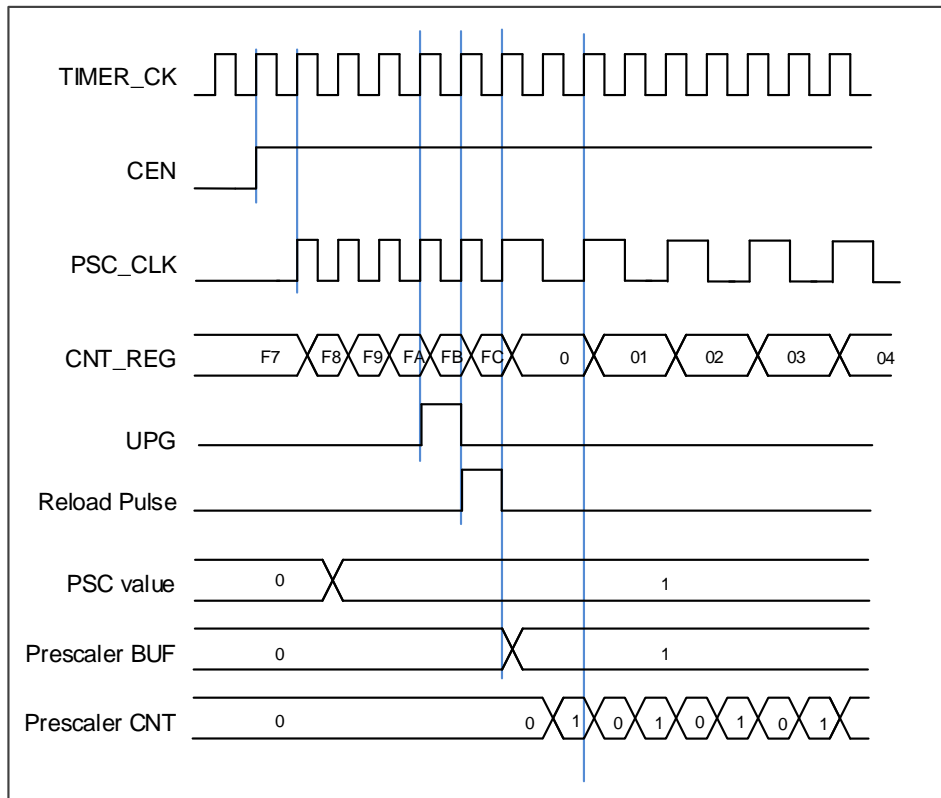 TIMER_CK
CEN
PSC_CLK
CNT_REG F7 F8 F9 FA FB FC 0 01 02 03 04
UPG
Reload Pulse
PSC value 0 1
Prescaler BUF 0 1
Prescaler CNT 0 0 1 0 1 0 1 0 1